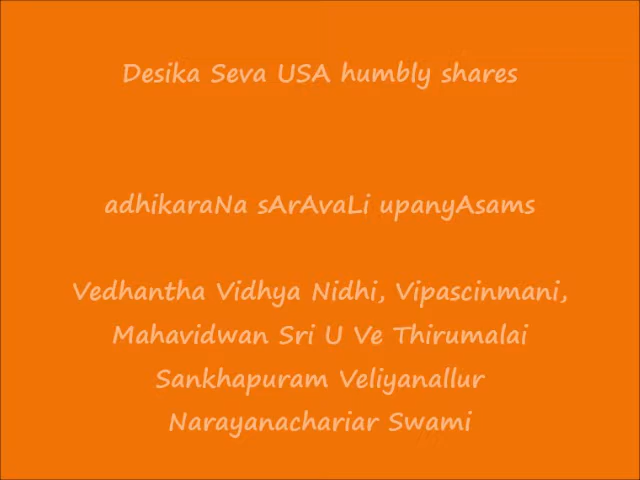 Desika Seva USA humbly shares
adhikaraNa sArAvaLi upanyAsams
Vedhantha Vidhya Nidhi, Vipascinmani,
Mahavidwan Sri U Ve Thirumalai
Sankhapuram Veliyanallur
Narayanachariar Swami